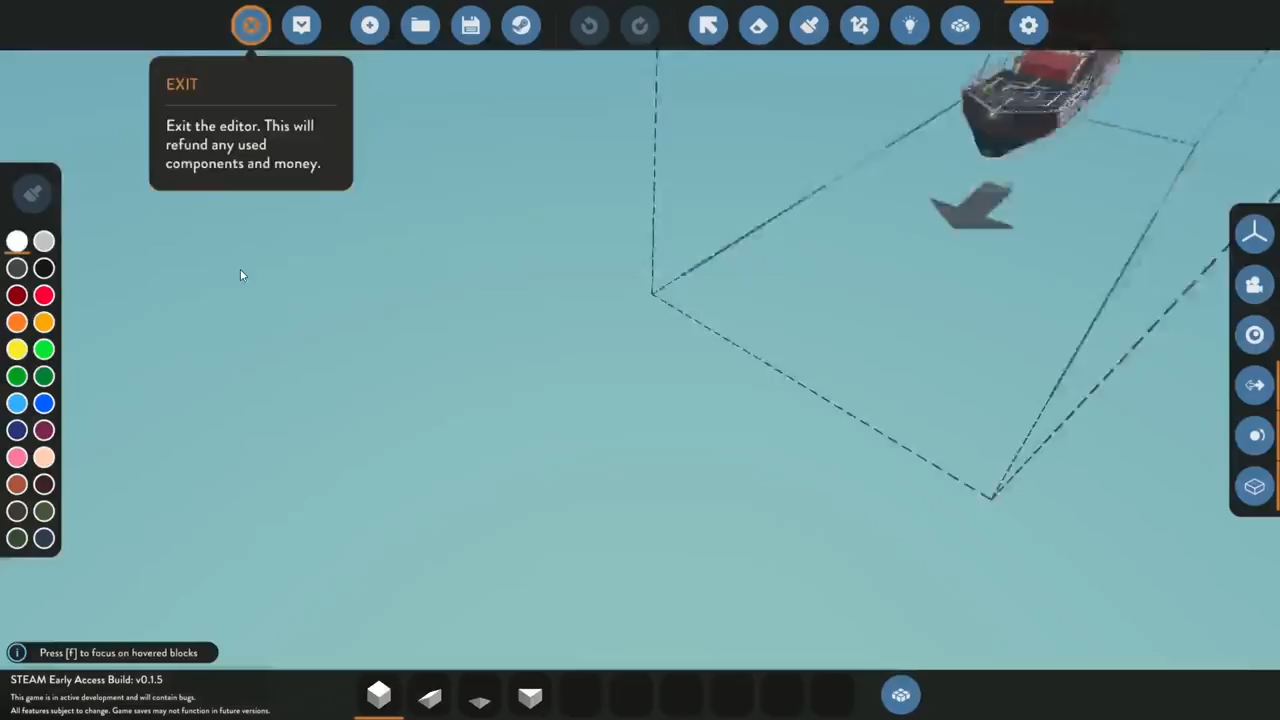 EXIT
Exit the editor. This will
refund any used
components and money.
Press [f] to focus on hovered blocks
STEAM Early Access Build: v0.1.5
This game is in active development and will contain bugs.
All features subject to change. Game saves may not function in future versions.